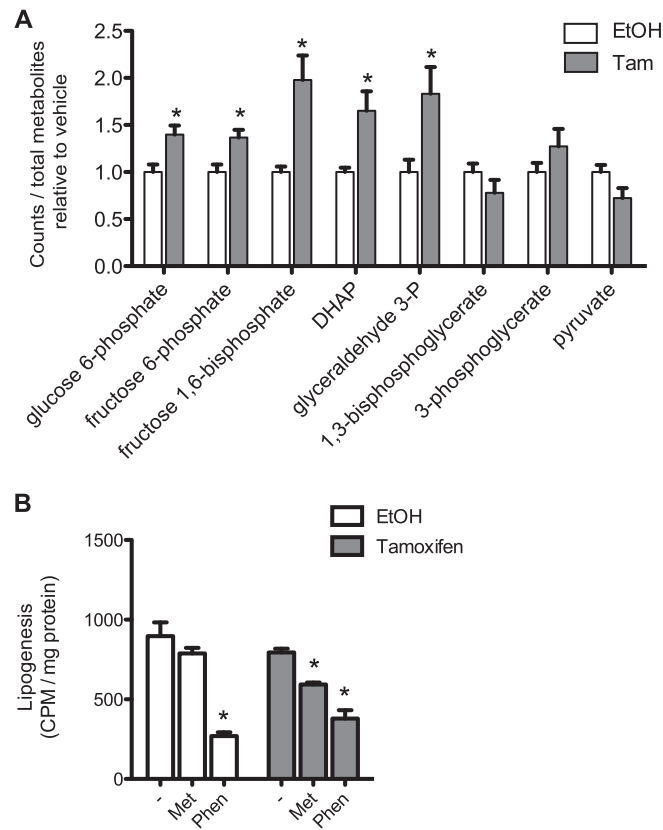 A
EtOH
Tam
Counts / total metabolites
relative to vehicle
2.5
2.0
1.5
1.0
0.5
0.0
* * * * *
glucose 6-phosphate
fructose 6-phosphate
fructose 1,6-bisphosphate
DHAP
glyceraldehyde 3-P
1,3-bisphosphoglycerate
3-phosphoglycerate
pyruvate
B
EtOH
Tamoxifen
Lipogenesis
(CPM / mg protein)
1500
1000
500
0
* * *
- Met Phen - Met Phen